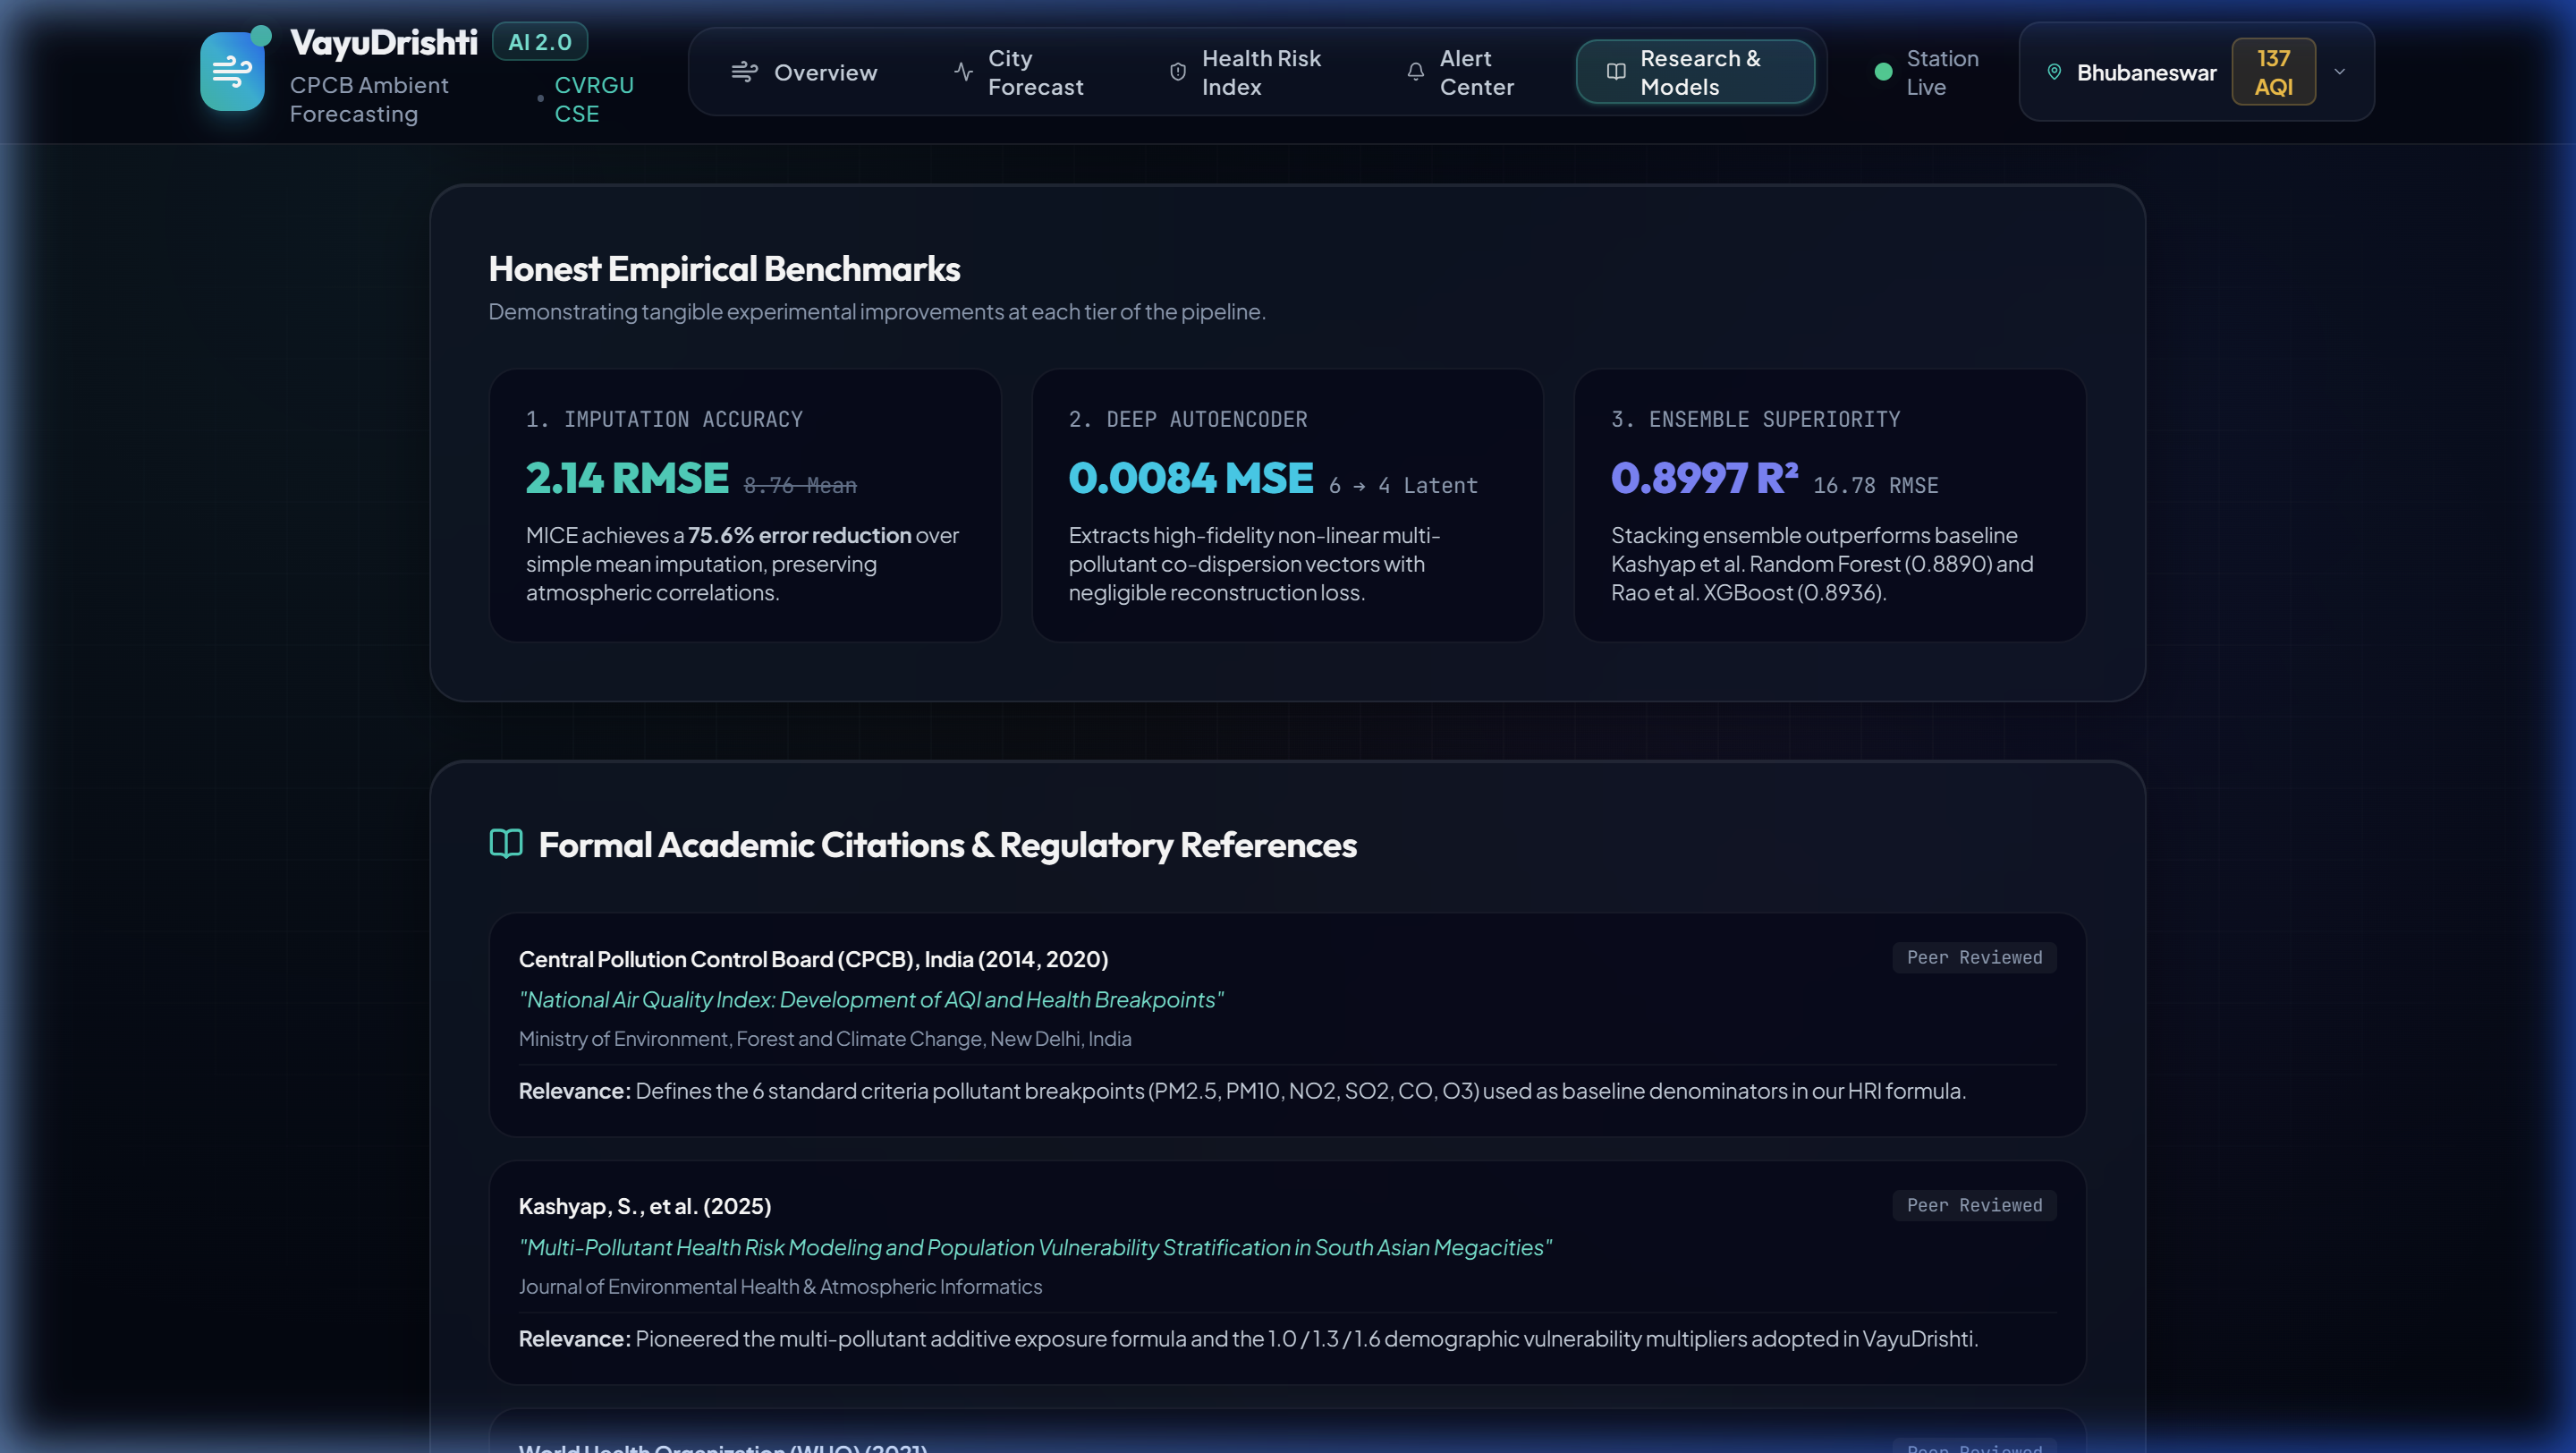 VayuDrishti AI 2.0
CPCB Ambient
Forecasting
• CVRGU
CSE
Overview
City
Forecast
Health Risk
Index
Alert
Center
Research &
Models
Station
Live
Bhubaneswar
137
AQI
Honest Empirical Benchmarks
Demonstrating tangible experimental improvements at each tier of the pipeline.
1. IMPUTATION ACCURACY
2.14 RMSE 8.76 Mean
MICE achieves a 75.6% error reduction over
simple mean imputation, preserving
atmospheric correlations.
2. DEEP AUTOENCODER
0.0084 MSE 6 → 4 Latent
Extracts high-fidelity non-linear multi-
pollutant co-dispersion vectors with
negligible reconstruction loss.
3. ENSEMBLE SUPERIORITY
0.8997 R² 16.78 RMSE
Stacking ensemble outperforms baseline
Kashyap et al. Random Forest (0.8890) and
Rao et al. XGBoost (0.8936).
Formal Academic Citations & Regulatory References
Central Pollution Control Board (CPCB), India (2014, 2020)
Peer Reviewed
"National Air Quality Index: Development of AQI and Health Breakpoints"
Ministry of Environment, Forest and Climate Change, New Delhi, India
Relevance: Defines the 6 standard criteria pollutant breakpoints (PM2.5, PM10, NO2, SO2, CO, O3) used as baseline denominators in our HRI formula.
Kashyap, S., et al. (2025)
Peer Reviewed
"Multi-Pollutant Health Risk Modeling and Population Vulnerability Stratification in South Asian Megacities"
Journal of Environmental Health & Atmospheric Informatics
Relevance: Pioneered the multi-pollutant additive exposure formula and the 1.0 / 1.3 / 1.6 demographic vulnerability multipliers adopted in VayuDrishti.
World Health Organization (WHO) (2021)
Peer Reviewed